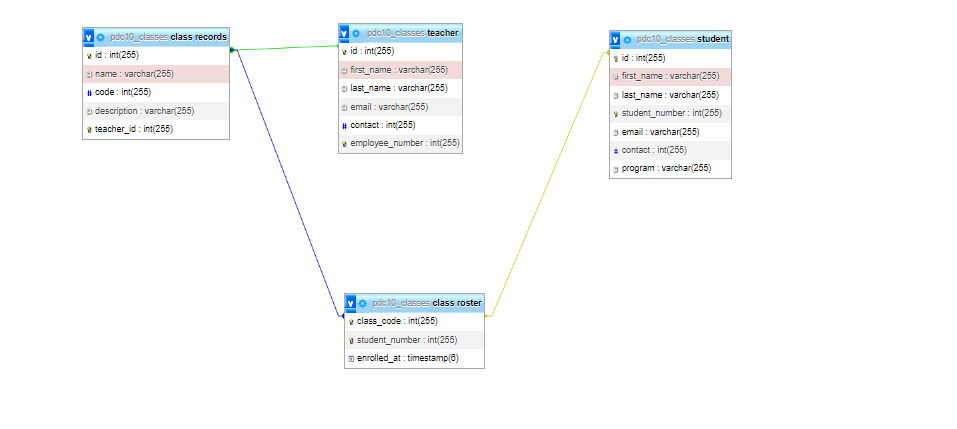 pdc10_classes class records
id : int(255)
name : varchar(255)
code : int(255)
description : varchar(255)
teacher_id : int(255)
pdc10_classes teacher
id : int(255)
first_name : varchar(255)
last_name : varchar(255)
email : varchar(255)
contact : int(255)
employee_number : int(255)
pdc10_classes student
id : int(255)
first_name : varchar(255)
last_name : varchar(255)
student_number : int(255)
email : varchar(255)
contact : int(255)
program : varchar(255)
pdc10_classes class roster
class_code : int(255)
student_number : int(255)
enrolled_at : timestamp(6)